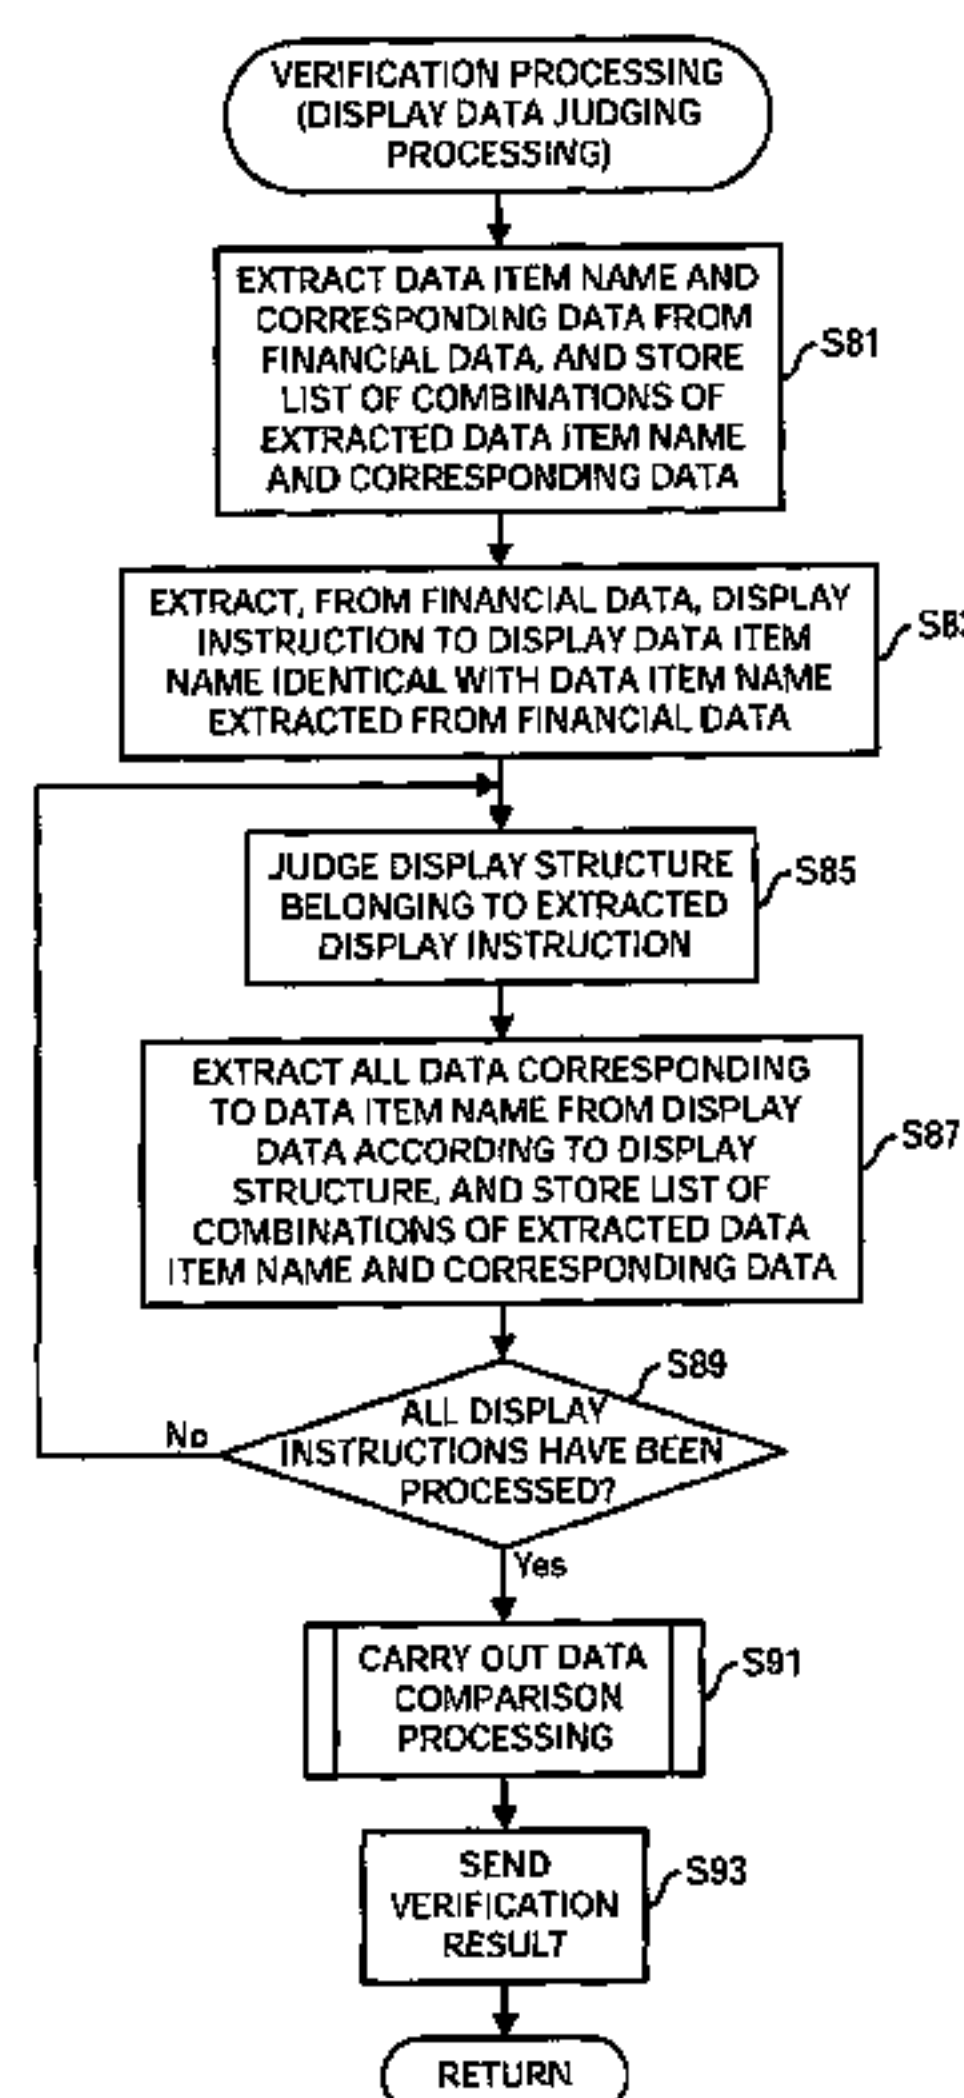 VERIFICATION PROCESSING
(DISPLAY DATA JUDGING
PROCESSING)
EXTRACT DATA ITEM NAME AND
CORRESPONDING DATA FROM
FINANCIAL DATA, AND STORE
LIST OF COMBINATIONS OF
EXTRACTED DATA ITEM NAME
AND CORRESPONDING DATA
S81
EXTRACT, FROM FINANCIAL DATA, DISPLAY
INSTRUCTION TO DISPLAY DATA ITEM
NAME IDENTICAL WITH DATA ITEM NAME
EXTRACTED FROM FINANCIAL DATA
S83
JUDGE DISPLAY STRUCTURE
BELONGING TO EXTRACTED
DISPLAY INSTRUCTION
S85
EXTRACT ALL DATA CORRESPONDING
TO DATA ITEM NAME FROM DISPLAY
DATA ACCORDING TO DISPLAY
STRUCTURE, AND STORE LIST OF
COMBINATIONS OF EXTRACTED DATA
ITEM NAME AND CORRESPONDING DATA
S87
S89
ALL DISPLAY
INSTRUCTIONS HAVE BEEN
PROCESSED?
No
Yes
CARRY OUT DATA
COMPARISON
PROCESSING
S91
SEND
VERIFICATION
RESULT
S93
RETURN